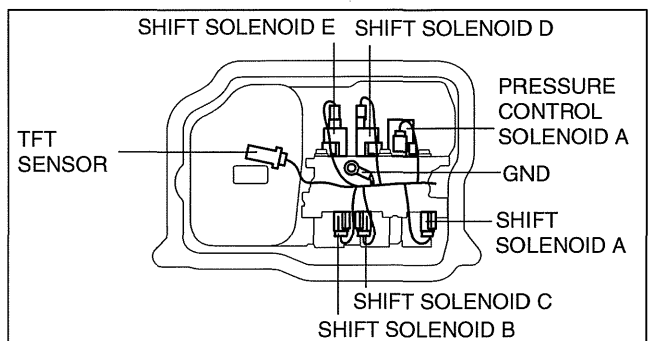 SHIFT SOLENOID E
SHIFT SOLENOID D
PRESSURE
CONTROL
SOLENOID A
TFT
SENSOR
GND
SHIFT
SOLENOID A
SHIFT SOLENOID C
SHIFT SOLENOID B